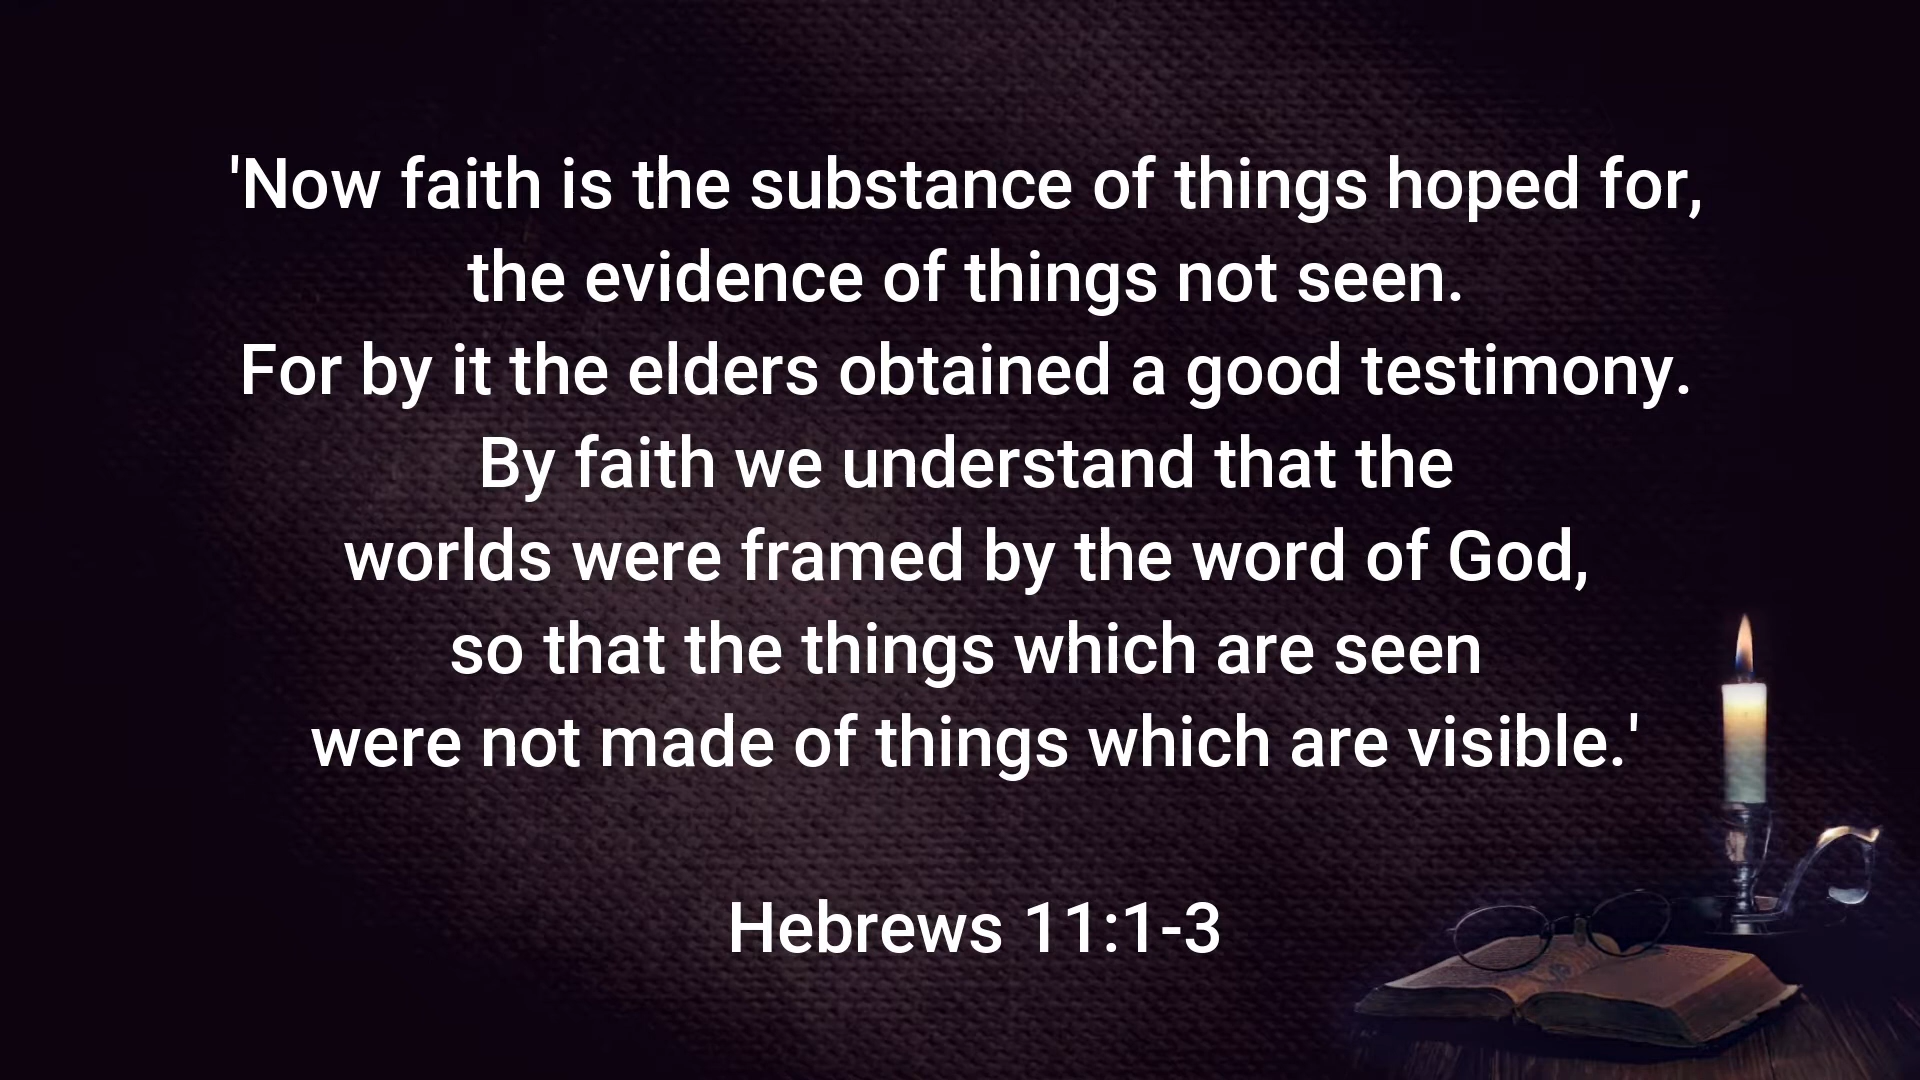 'Now faith is the substance of things hoped for,
the evidence of things not seen.
For by it the elders obtained a good testimony.
By faith we understand that the
worlds were framed by the word of God,
so that the things which are seen
were not made of things which are visible.'
Hebrews 11:1-3